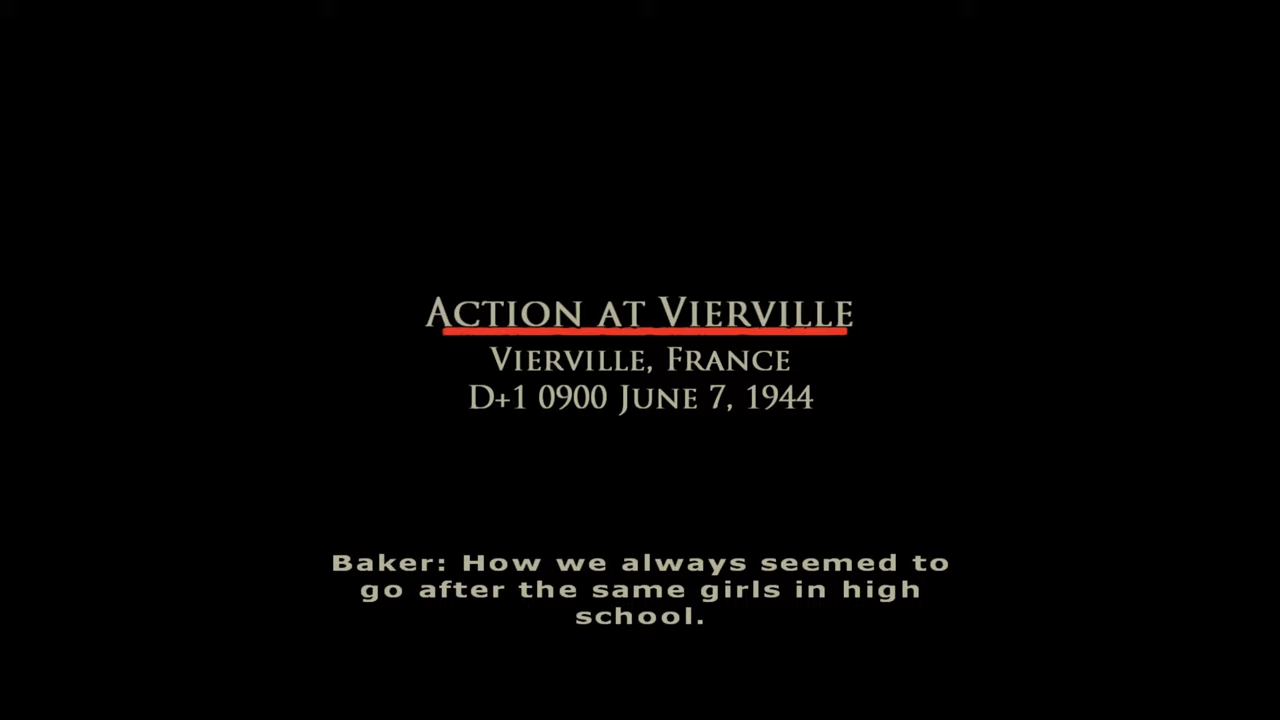 Action at Vierville
Vierville, France
D+1 0900 June 7, 1944
Baker: How we always seemed to
go after the same girls in high
school.